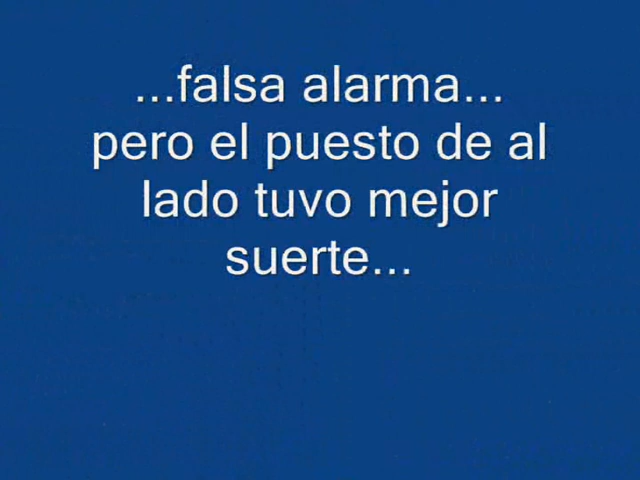 ...falsa alarma...
pero el puesto de al
lado tuvo mejor
suerte...